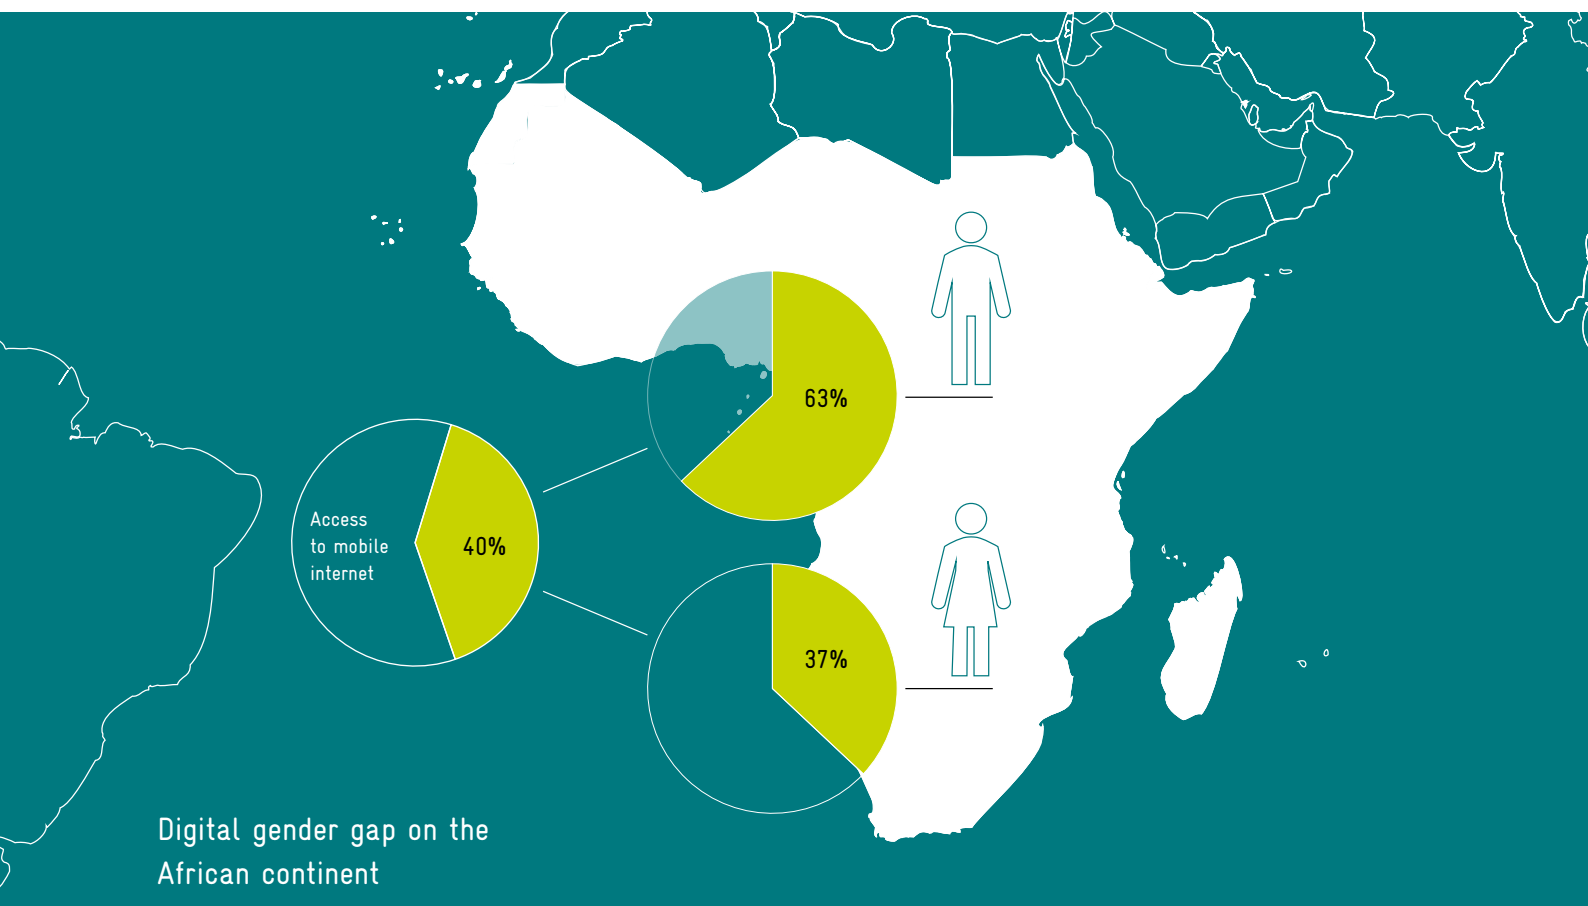 63%
Access
to mobile
internet
40%
37%
Digital gender gap on the
African continent